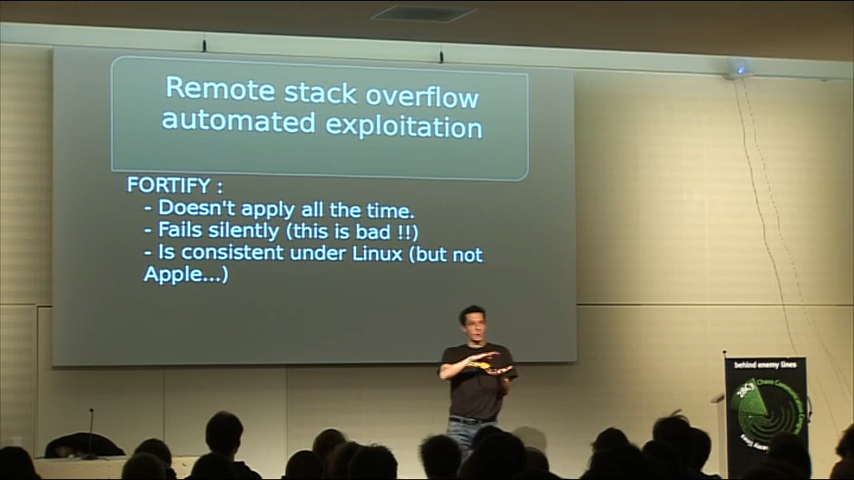 Remote stack overflow
automated exploitation
FORTIFY :
- Doesn't apply all the time.
- Fails silently (this is bad !!)
- Is consistent under Linux (but not
Apple...)
behind enemy lines
28C3